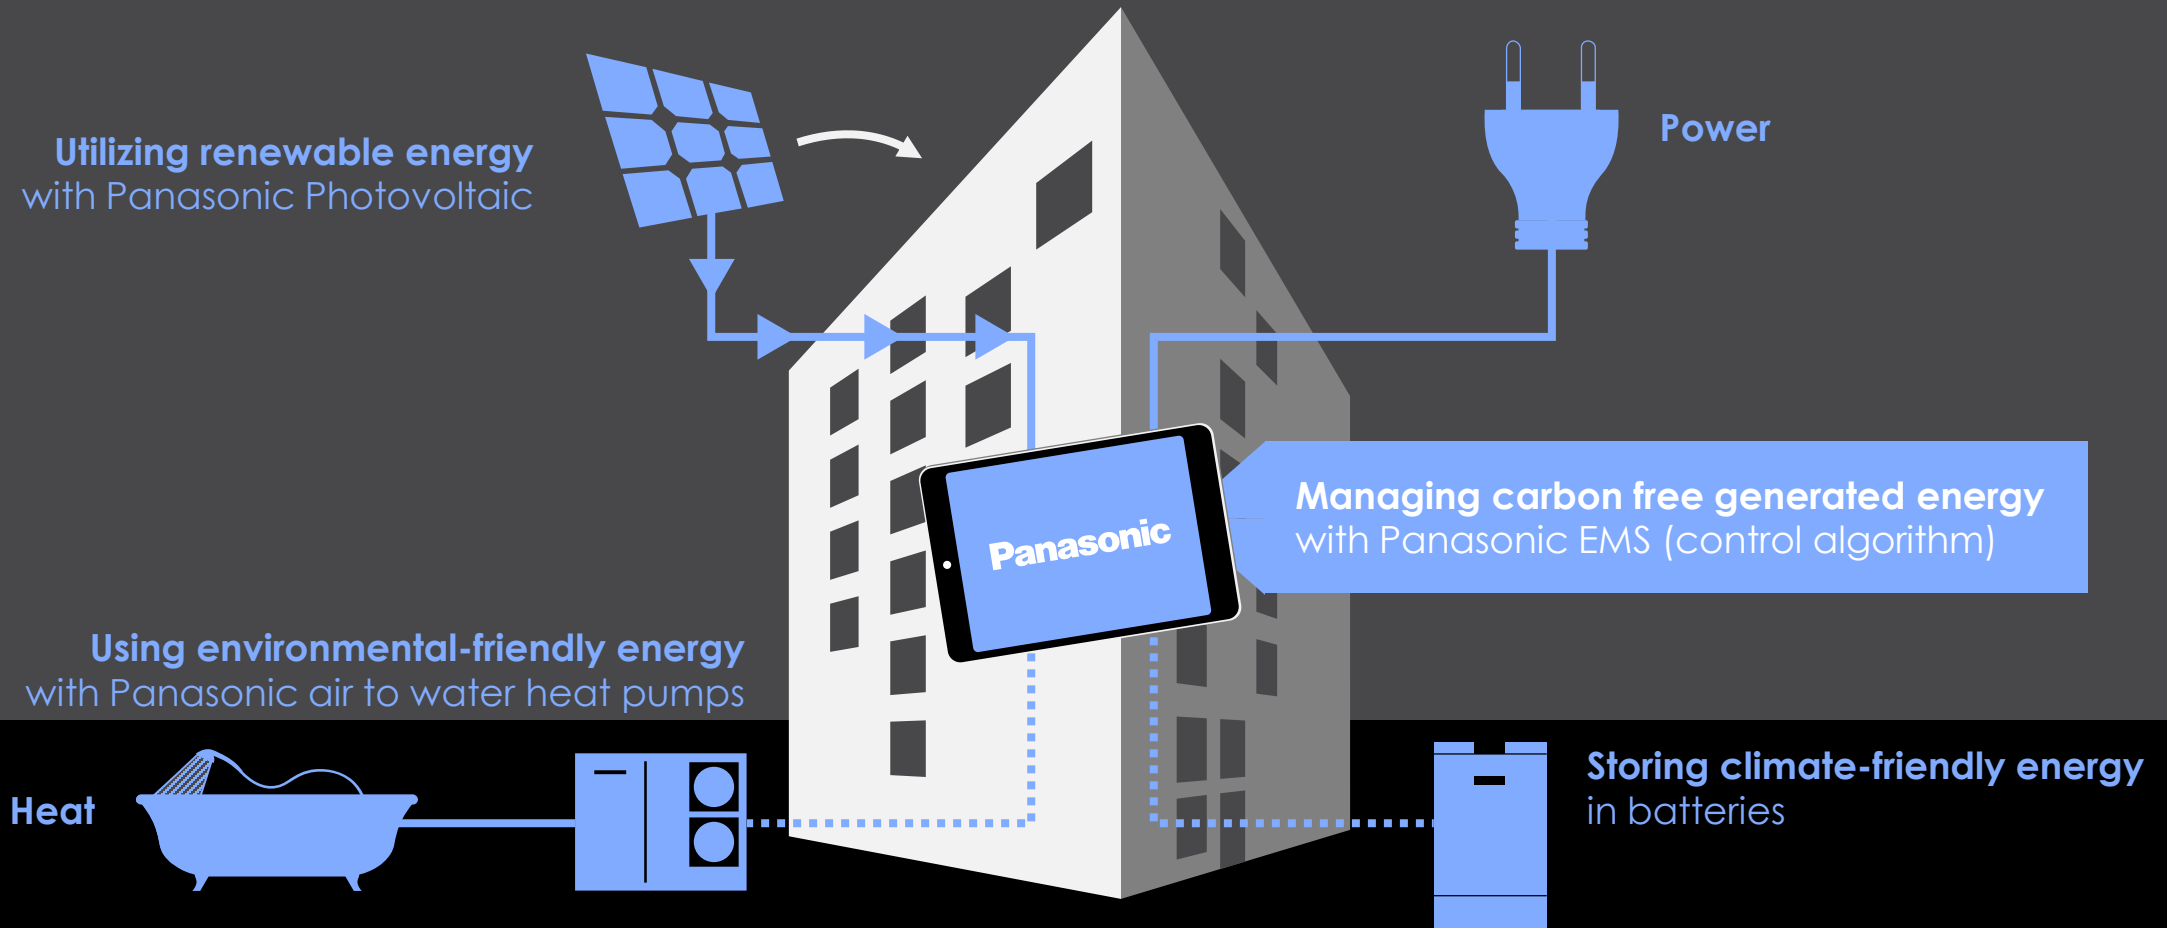 Utilizing renewable energy
with Panasonic Photovoltaic
Power
Managing carbon free generated energy
with Panasonic EMS (control algorithm)
Panasonic
Using environmental-friendly energy
with Panasonic air to water heat pumps
Heat
Storing climate-friendly energy
in batteries